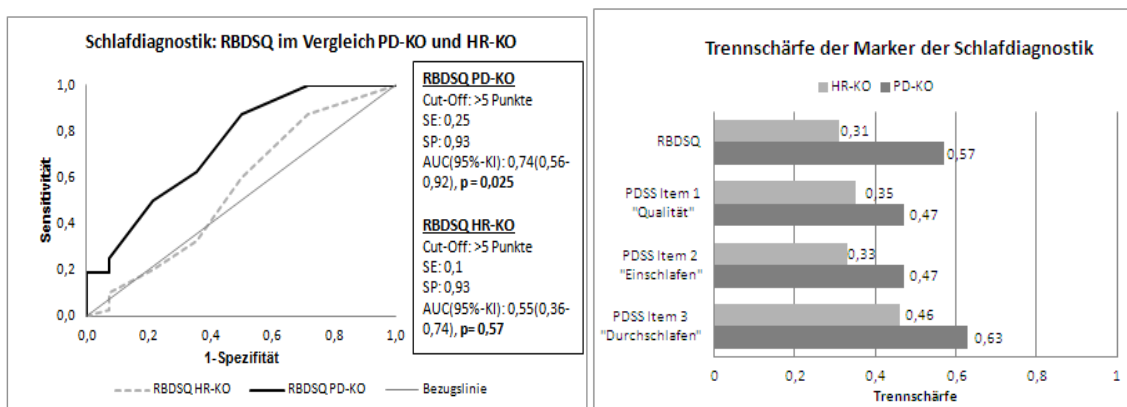 Schlafdiagnostik: RBDSQ im Vergleich PD-KO und HR-KO
1,0
0,8
0,6
0,4
0,2
0,0
Sensitivität
0,0 0,2 0,4 0,6 0,8 1,0
1-Spezifität
RBDSQ HR-KO RBDSQ PD-KO Bezugslinie
RBDSQ PD-KO
Cut-Off: >5 Punkte
SE: 0,25
SP: 0,93
AUC(95%-KI): 0,74(0,56-
0,92), p = 0,025
RBDSQ HR-KO
Cut-Off: >5 Punkte
SE: 0,1
SP: 0,93
AUC(95%-KI): 0,55(0,36-
0,74), p= 0,57
Trennschärfe der Marker der Schlafdiagnostik
HR-KO PD-KO
RBDSQ
0,31
0,57
PDSS Item 1
"Qualität"
0,35
0,47
PDSS Item 2
"Einschlafen"
0,33
0,47
PDSS Item 3
"Durchschlafen"
0,46
0,63
0 0,2 0,4 0,6 0,8 1
Trennschärfe